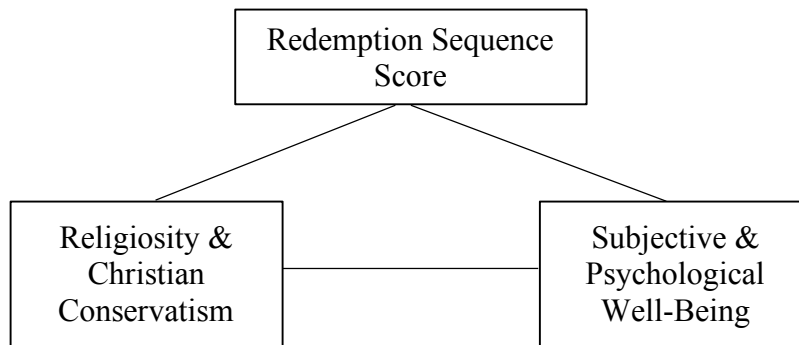 Redemption Sequence
Score
Religiosity &
Christian
Conservatism
Subjective &
Psychological
Well-Being